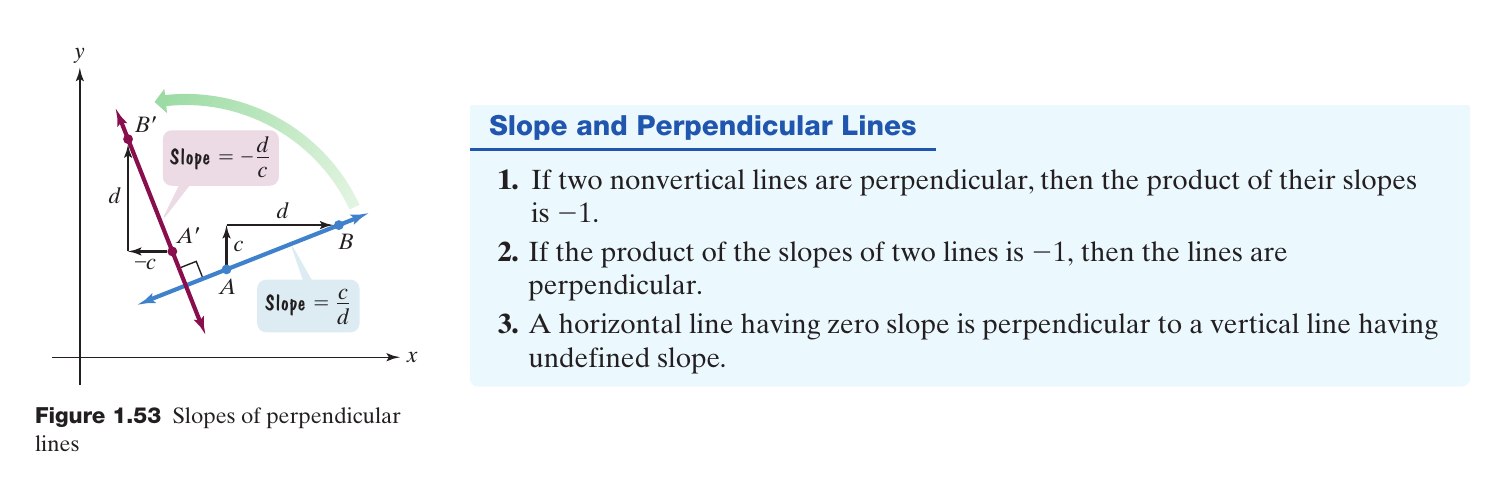 y
B′
Slope = −d/c
d
d
A′
c
B
−c
A
Slope = c/d
x
Figure 1.53 Slopes of perpendicular
lines
Slope and Perpendicular Lines
1. If two nonvertical lines are perpendicular, then the product of their slopes
is −1.
2. If the product of the slopes of two lines is −1, then the lines are
perpendicular.
3. A horizontal line having zero slope is perpendicular to a vertical line having
undefined slope.